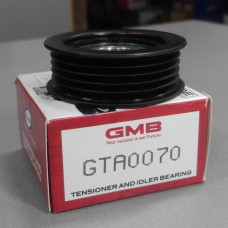 GMB
Your success is our Future.
GTA0070
TENSIONER AND IDLER BEARING